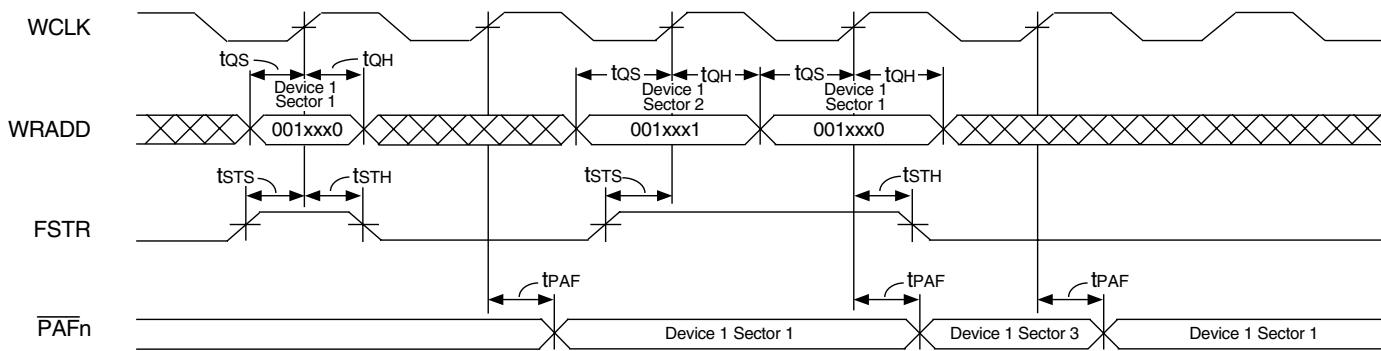 WCLK
tQS tQH tQS tQH tQS tQH
Device 1
Sector 1
Device 1
Sector 2
Device 1
Sector 1
WRADD
001xxx0
001xxx1
001xxx0
tSTS tSTH tSTS tSTH
FSTR
tPAF tPAF tPAF
PAFn
Device 1 Sector 1
Device 1 Sector 3
Device 1 Sector 1